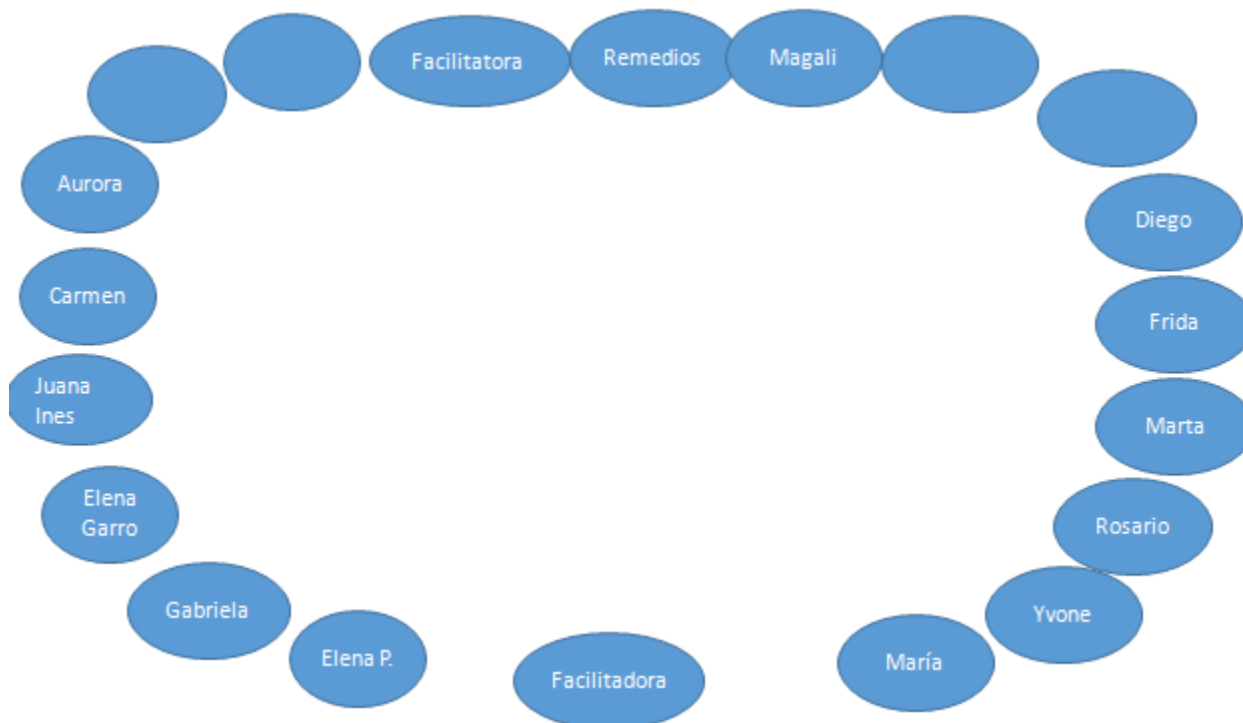 Facilitatora
Remedios
Magali
Aurora
Diego
Carmen
Frida
Juana
Ines
Marta
Elena
Garro
Rosario
Gabriela
Yvone
Elena P.
María
Facilitadora